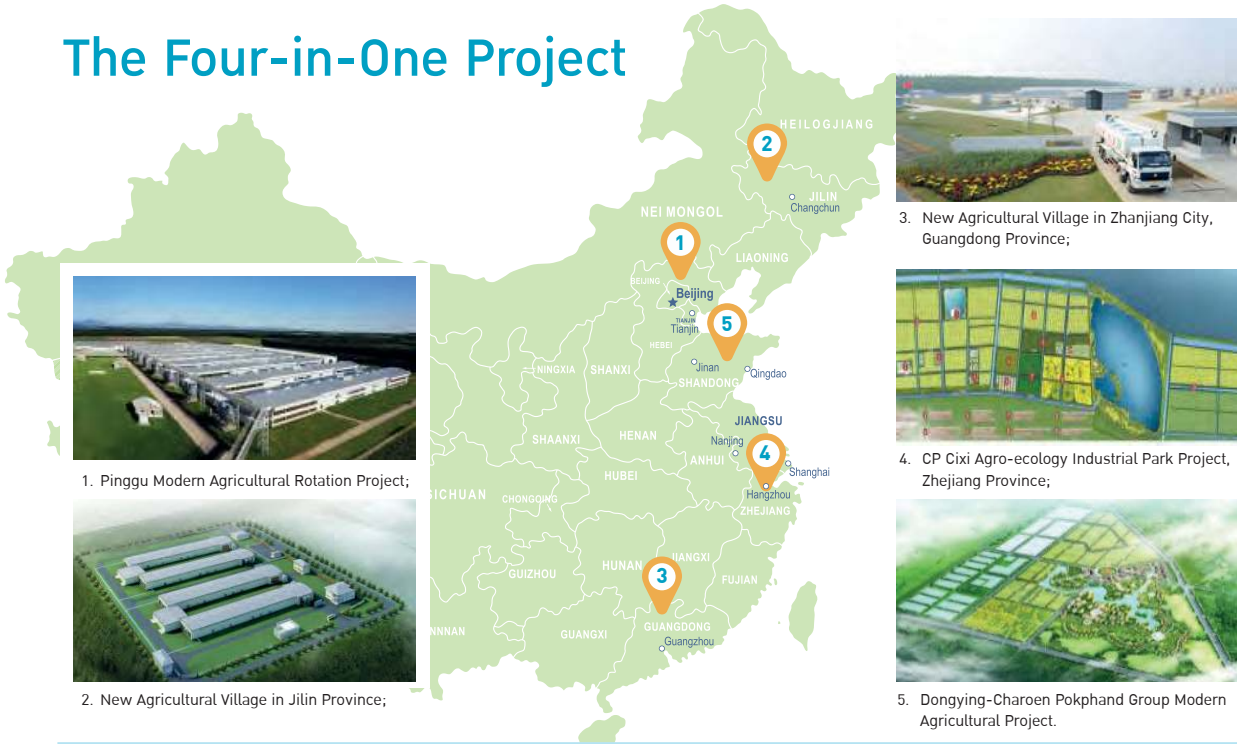 The Four-in-One Project
HEILOGJIANG
2
JILIN
Changchun
NEI MONGOL
1
LIAONING
BEIJING
Beijing
TIANJIN
Tianjin
5
HEBEI
NINGXIA
SHANXI
Jinan
Qingdao
SHANDONG
JIANGSU
SHAANXI
HENAN
Nanjing
4
ANHUI
Shanghai
HUBEI
ICHUAN
CHONGQING
Hangzhou
ZHEJIANG
HUNAN
JIANGXI
3
GUIZHOU
FUJIAN
NNNAN
GUANGXI
GUANGDONG
Guangzhou
1. Pinggu Modern Agricultural Rotation Project;
2. New Agricultural Village in Jilin Province;
3. New Agricultural Village in Zhanjiang City,
Guangdong Province;
4. CP Cixi Agro-ecology Industrial Park Project,
Zhejiang Province;
5. Dongying-Charoen Pokphand Group Modern
Agricultural Project.